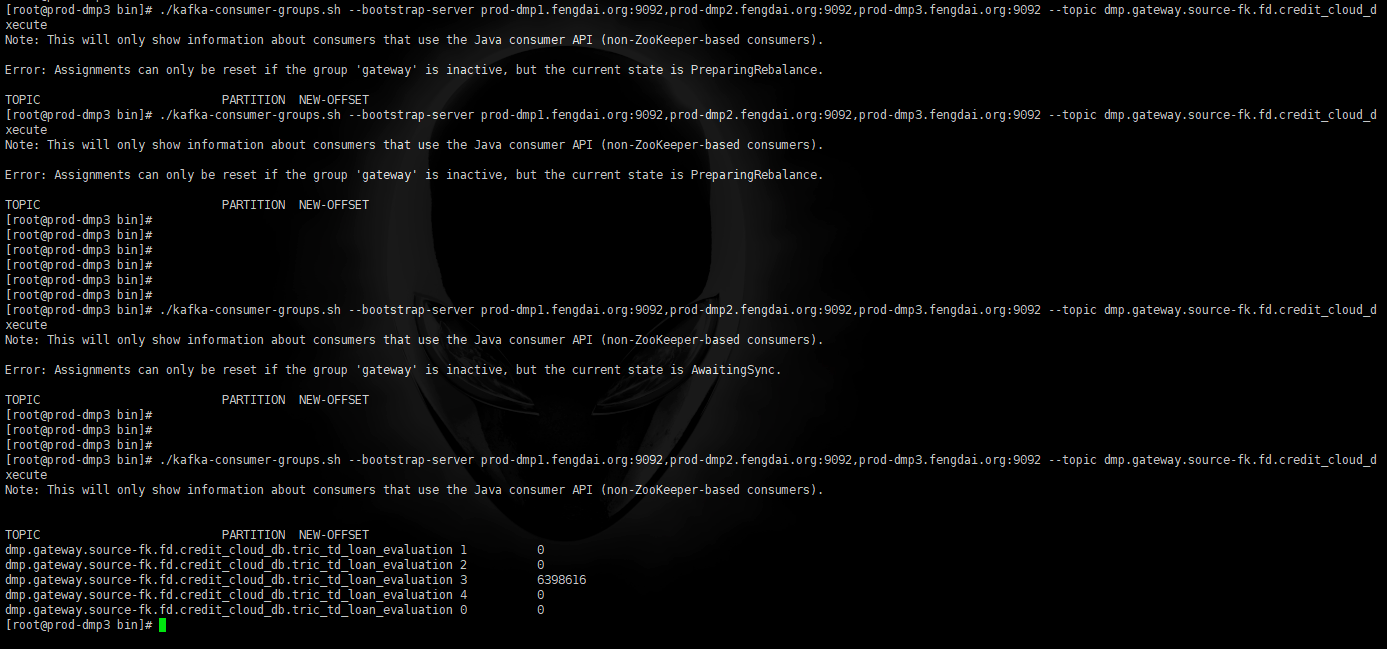 [root@prod-dmp3 bin]# ./kafka-consumer-groups.sh --bootstrap-server prod-dmp1.fengdai.org:9092,prod-dmp2.fengdai.org:9092,prod-dmp3.fengdai.org:9092 --topic dmp.gateway.source-fk.fd.credit_cloud_d
xecute
Note: This will only show information about consumers that use the Java consumer API (non-ZooKeeper-based consumers).
Error: Assignments can only be reset if the group 'gateway' is inactive, but the current state is PreparingRebalance.
TOPIC PARTITION NEW-OFFSET
[root@prod-dmp3 bin]# ./kafka-consumer-groups.sh --bootstrap-server prod-dmp1.fengdai.org:9092,prod-dmp2.fengdai.org:9092,prod-dmp3.fengdai.org:9092 --topic dmp.gateway.source-fk.fd.credit_cloud_d
xecute
Note: This will only show information about consumers that use the Java consumer API (non-ZooKeeper-based consumers).
Error: Assignments can only be reset if the group 'gateway' is inactive, but the current state is PreparingRebalance.
TOPIC PARTITION NEW-OFFSET
[root@prod-dmp3 bin]#
[root@prod-dmp3 bin]#
[root@prod-dmp3 bin]#
[root@prod-dmp3 bin]#
[root@prod-dmp3 bin]#
[root@prod-dmp3 bin]#
[root@prod-dmp3 bin]# ./kafka-consumer-groups.sh --bootstrap-server prod-dmp1.fengdai.org:9092,prod-dmp2.fengdai.org:9092,prod-dmp3.fengdai.org:9092 --topic dmp.gateway.source-fk.fd.credit_cloud_d
xecute
Note: This will only show information about consumers that use the Java consumer API (non-ZooKeeper-based consumers).
Error: Assignments can only be reset if the group 'gateway' is inactive, but the current state is AwaitingSync.
TOPIC PARTITION NEW-OFFSET
[root@prod-dmp3 bin]#
[root@prod-dmp3 bin]#
[root@prod-dmp3 bin]#
[root@prod-dmp3 bin]# ./kafka-consumer-groups.sh --bootstrap-server prod-dmp1.fengdai.org:9092,prod-dmp2.fengdai.org:9092,prod-dmp3.fengdai.org:9092 --topic dmp.gateway.source-fk.fd.credit_cloud_d
xecute
Note: This will only show information about consumers that use the Java consumer API (non-ZooKeeper-based consumers).
TOPIC PARTITION NEW-OFFSET
dmp.gateway.source-fk.fd.credit_cloud_db.tric_td_loan_evaluation 1 0
dmp.gateway.source-fk.fd.credit_cloud_db.tric_td_loan_evaluation 2 0
dmp.gateway.source-fk.fd.credit_cloud_db.tric_td_loan_evaluation 3 6398616
dmp.gateway.source-fk.fd.credit_cloud_db.tric_td_loan_evaluation 4 0
dmp.gateway.source-fk.fd.credit_cloud_db.tric_td_loan_evaluation 0 0
[root@prod-dmp3 bin]#